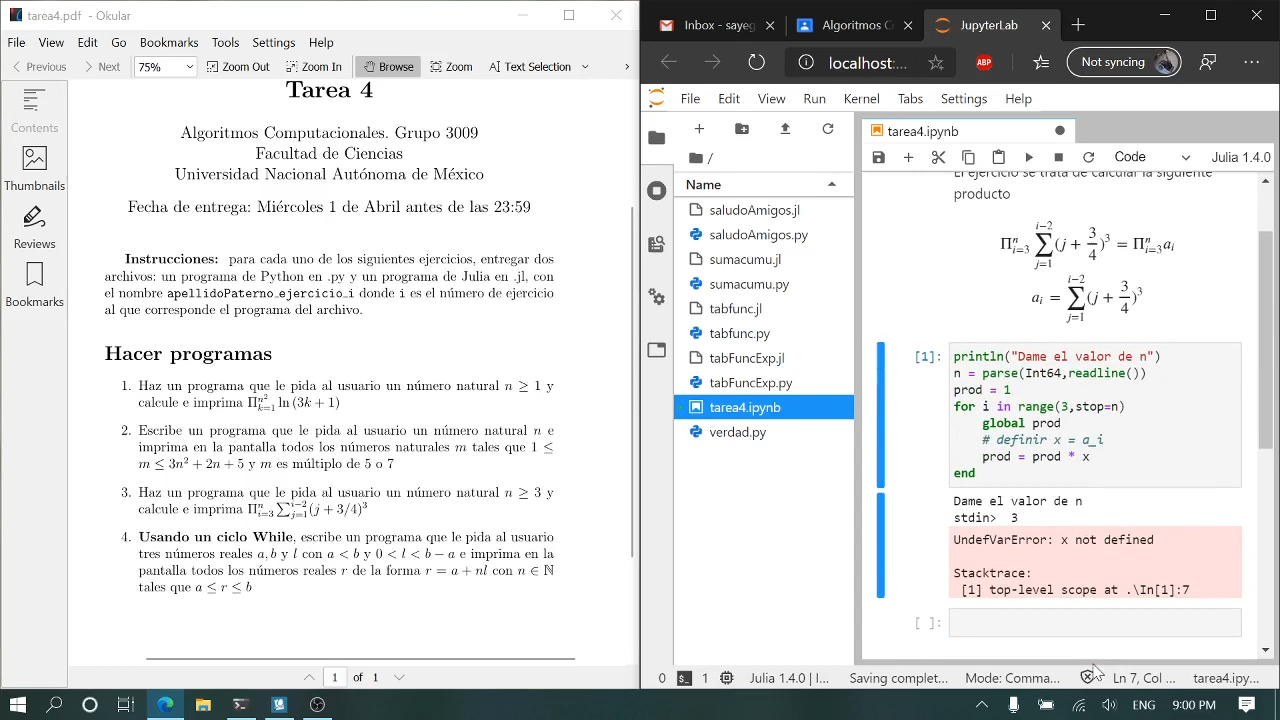 tarea4.pdf - Okular
File View Edit Go Bookmarks Tools Settings Help
Previous Next 75% Zoom Out Zoom In Browse Zoom Text Selection
Contents
Thumbnails
Reviews
Bookmarks
Tarea 4
Algoritmos Computacionales. Grupo 3009
Facultad de Ciencias
Universidad Nacional Autónoma de México
Fecha de entrega: Miércoles 1 de Abril antes de las 23:59
Instrucciones: para cada uno de los siguientes ejercicios, entregar dos
archivos: un programa de Python en .py y un programa de Julia en .jl, con
el nombre apellidoPaterno_ejercicio_i donde i es el número de ejercicio
al que corresponde el programa del archivo.
Hacer programas
1. Haz un programa que le pida al usuario un número natural n ≥ 1 y
calcule e imprima Π_{k=1}^{n^2} ln (3k + 1)
2. Escribe un programa que le pida al usuario un número natural n e
imprima en la pantalla todos los números naturales m tales que 1 ≤
m ≤ 3n² + 2n + 5 y m es múltiplo de 5 o 7
3. Haz un programa que le pida al usuario un número natural n ≥ 3 y
calcule e imprima Π_{i=3}^{n} ∑_{j=1}^{i−2}(j + 3/4)³
4. Usando un ciclo While, escribe un programa que le pida al usuario
tres números reales a, b y l con a < b y 0 < l < b − a e imprima en la
pantalla todos los números reales r de la forma r = a + nl con n ∈ ℕ
tales que a ≤ r ≤ b
1 of 1
Inbox - sayeg
Algoritmos C
JupyterLab
localhost:...
ABP
Not syncing
File Edit View Run Kernel Tabs Settings Help
/
Name
saludoAmigos.jl
saludoAmigos.py
sumacumu.jl
sumacumu.py
tabfunc.jl
tabfunc.py
tabFuncExp.jl
tabFuncExp.py
tarea4.ipynb
verdad.py
tarea4.ipynb
Code Julia 1.4.0
El ejercicio se trata de calcular la siguiente
producto
Π_{i=3}^{n} ∑_{j=1}^{i−2} (j + 3/4)³ = Π_{i=3}^{n} a_i
a_i = ∑_{j=1}^{i−2} (j + 3/4)³
[1]: println("Dame el valor de n")
n = parse(Int64,readline())
prod = 1
for i in range(3,stop=n)
global prod
# definir x = a_i
prod = prod * x
end
Dame el valor de n
stdin> 3
UndefVarError: x not defined
Stacktrace:
[1] top-level scope at .\In[1]:7
[ ]:
0 1 Julia 1.4.0 | I... Saving complet... Mode: Comma... Ln 7, Col ... tarea4.ipy...
ENG 9:00 PM